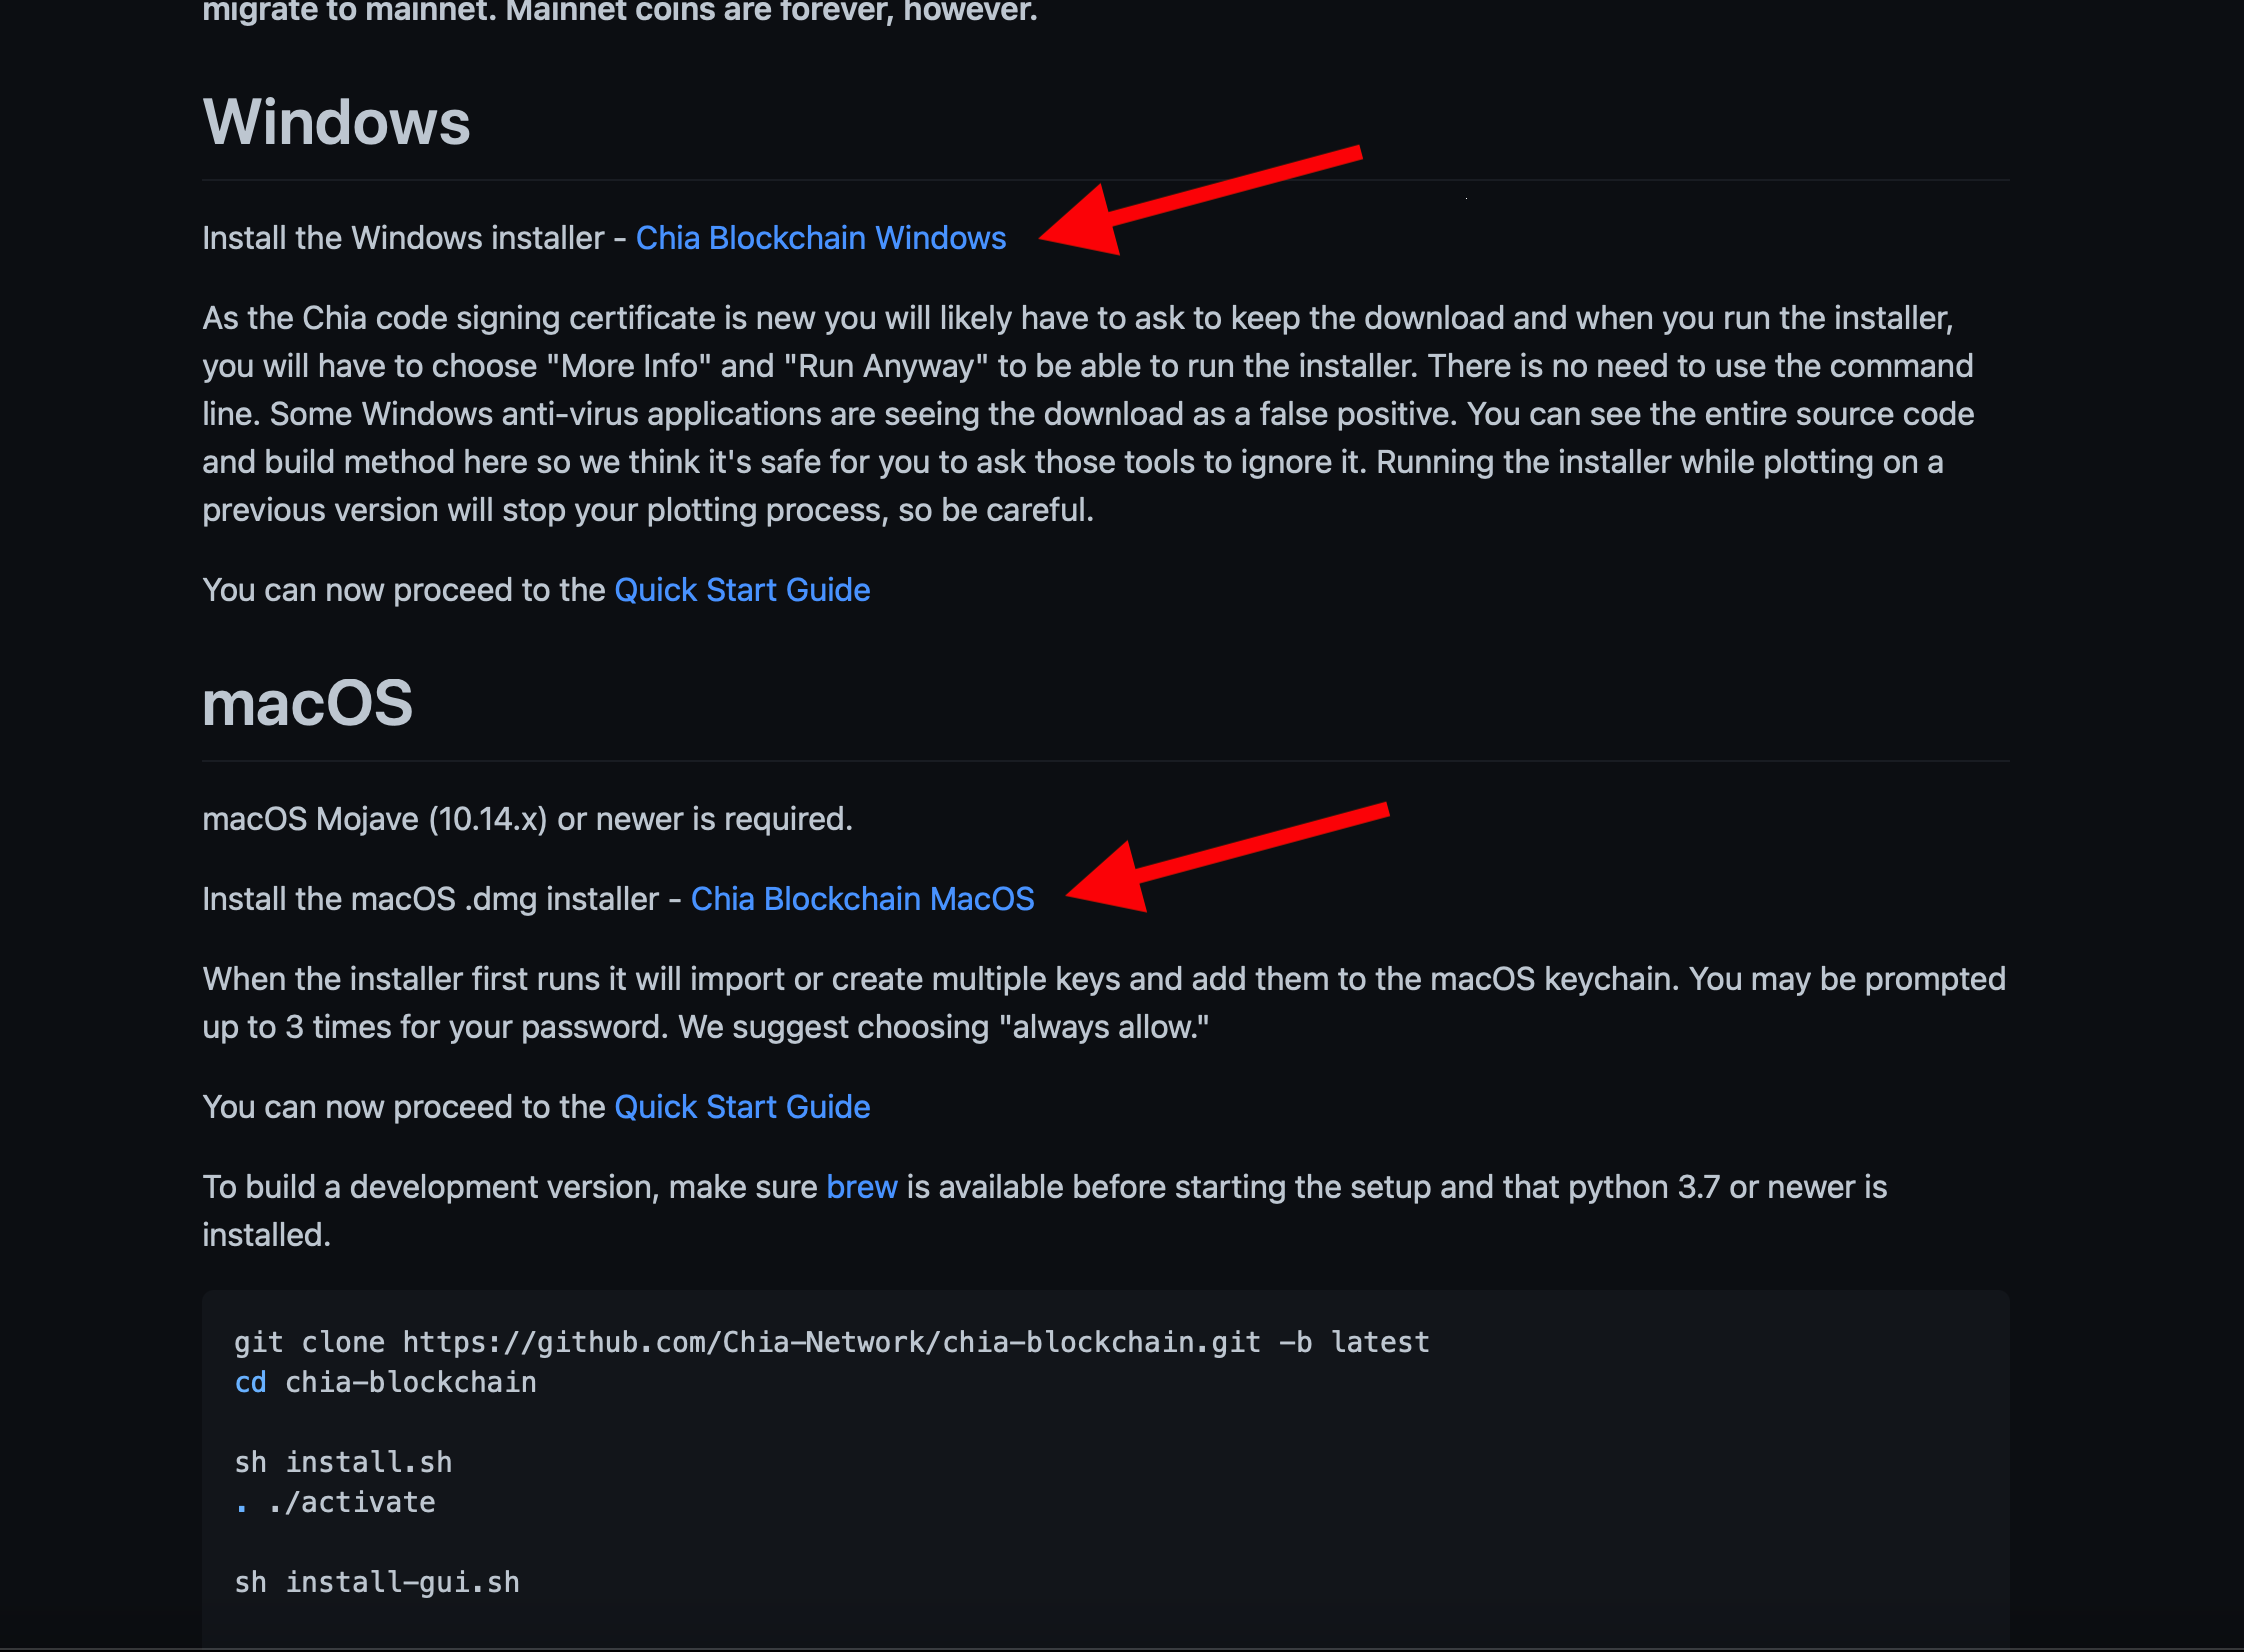 migrate to mainnet. Mainnet coins are forever, however.
Windows
Install the Windows installer - Chia Blockchain Windows
As the Chia code signing certificate is new you will likely have to ask to keep the download and when you run the installer,
you will have to choose "More Info" and "Run Anyway" to be able to run the installer. There is no need to use the command
line. Some Windows anti-virus applications are seeing the download as a false positive. You can see the entire source code
and build method here so we think it's safe for you to ask those tools to ignore it. Running the installer while plotting on a
previous version will stop your plotting process, so be careful.
You can now proceed to the Quick Start Guide
macOS
macOS Mojave (10.14.x) or newer is required.
Install the macOS .dmg installer - Chia Blockchain MacOS
When the installer first runs it will import or create multiple keys and add them to the macOS keychain. You may be prompted
up to 3 times for your password. We suggest choosing "always allow."
You can now proceed to the Quick Start Guide
To build a development version, make sure brew is available before starting the setup and that python 3.7 or newer is
installed.
git clone https://github.com/Chia-Network/chia-blockchain.git -b latest
cd chia-blockchain
sh install.sh
. ./activate
sh install-gui.sh